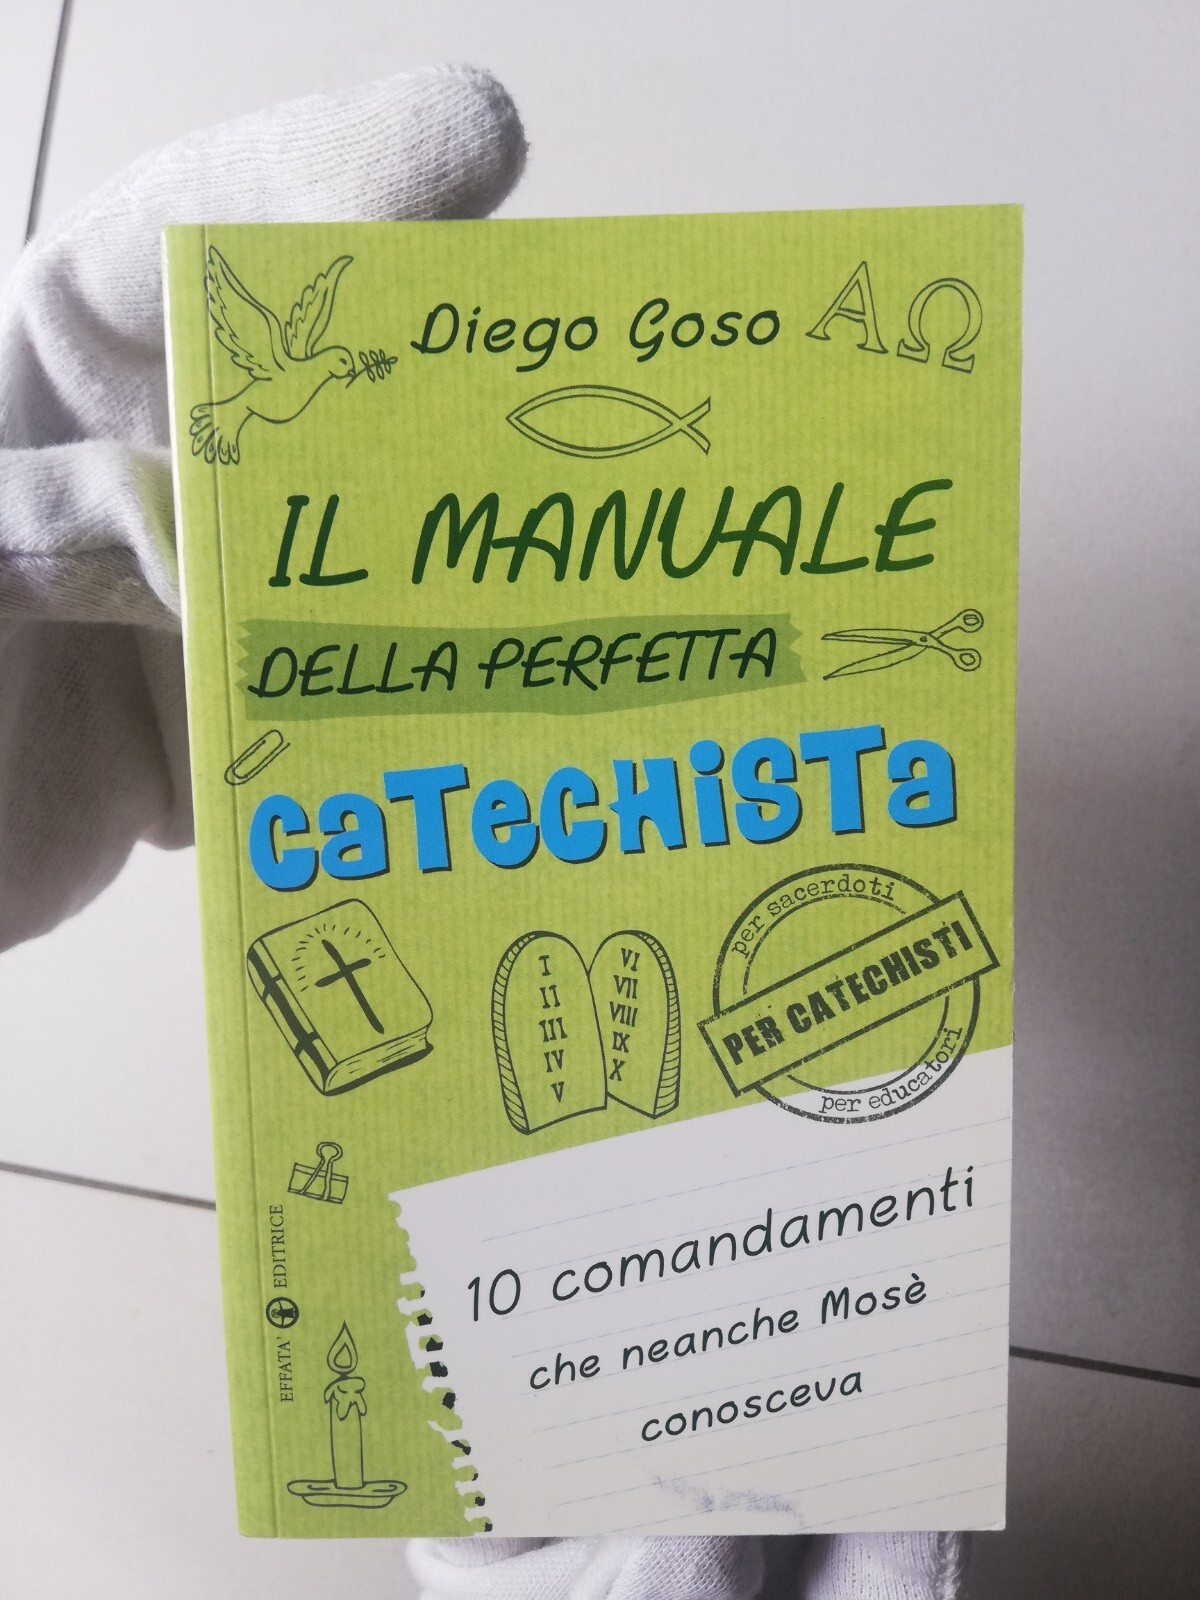 Diego Goso
ΑΩ
IL MANUALE
DELLA PERFETTA
CATECHISTA
per sacerdoti
PER CATECHISTI
per educatori
I
II
III
IV
V
VI
VII
VIII
IX
X
10 comandamenti
che neanche Mosè
conosceva
EFFATA' EDITRICE